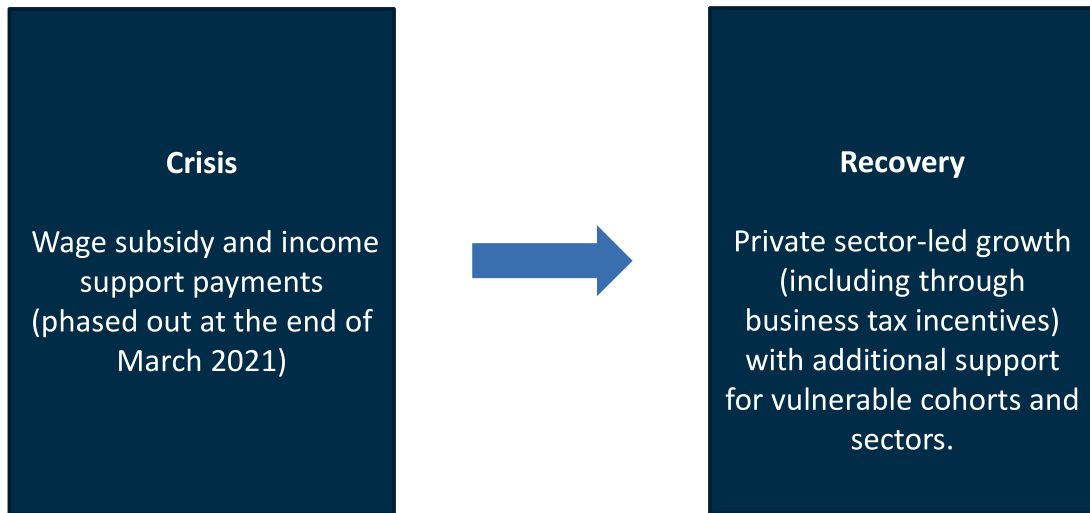 Crisis
Wage subsidy and income
support payments
(phased out at the end of
March 2021)
Recovery
Private sector-led growth
(including through
business tax incentives)
with additional support
for vulnerable cohorts and
sectors.